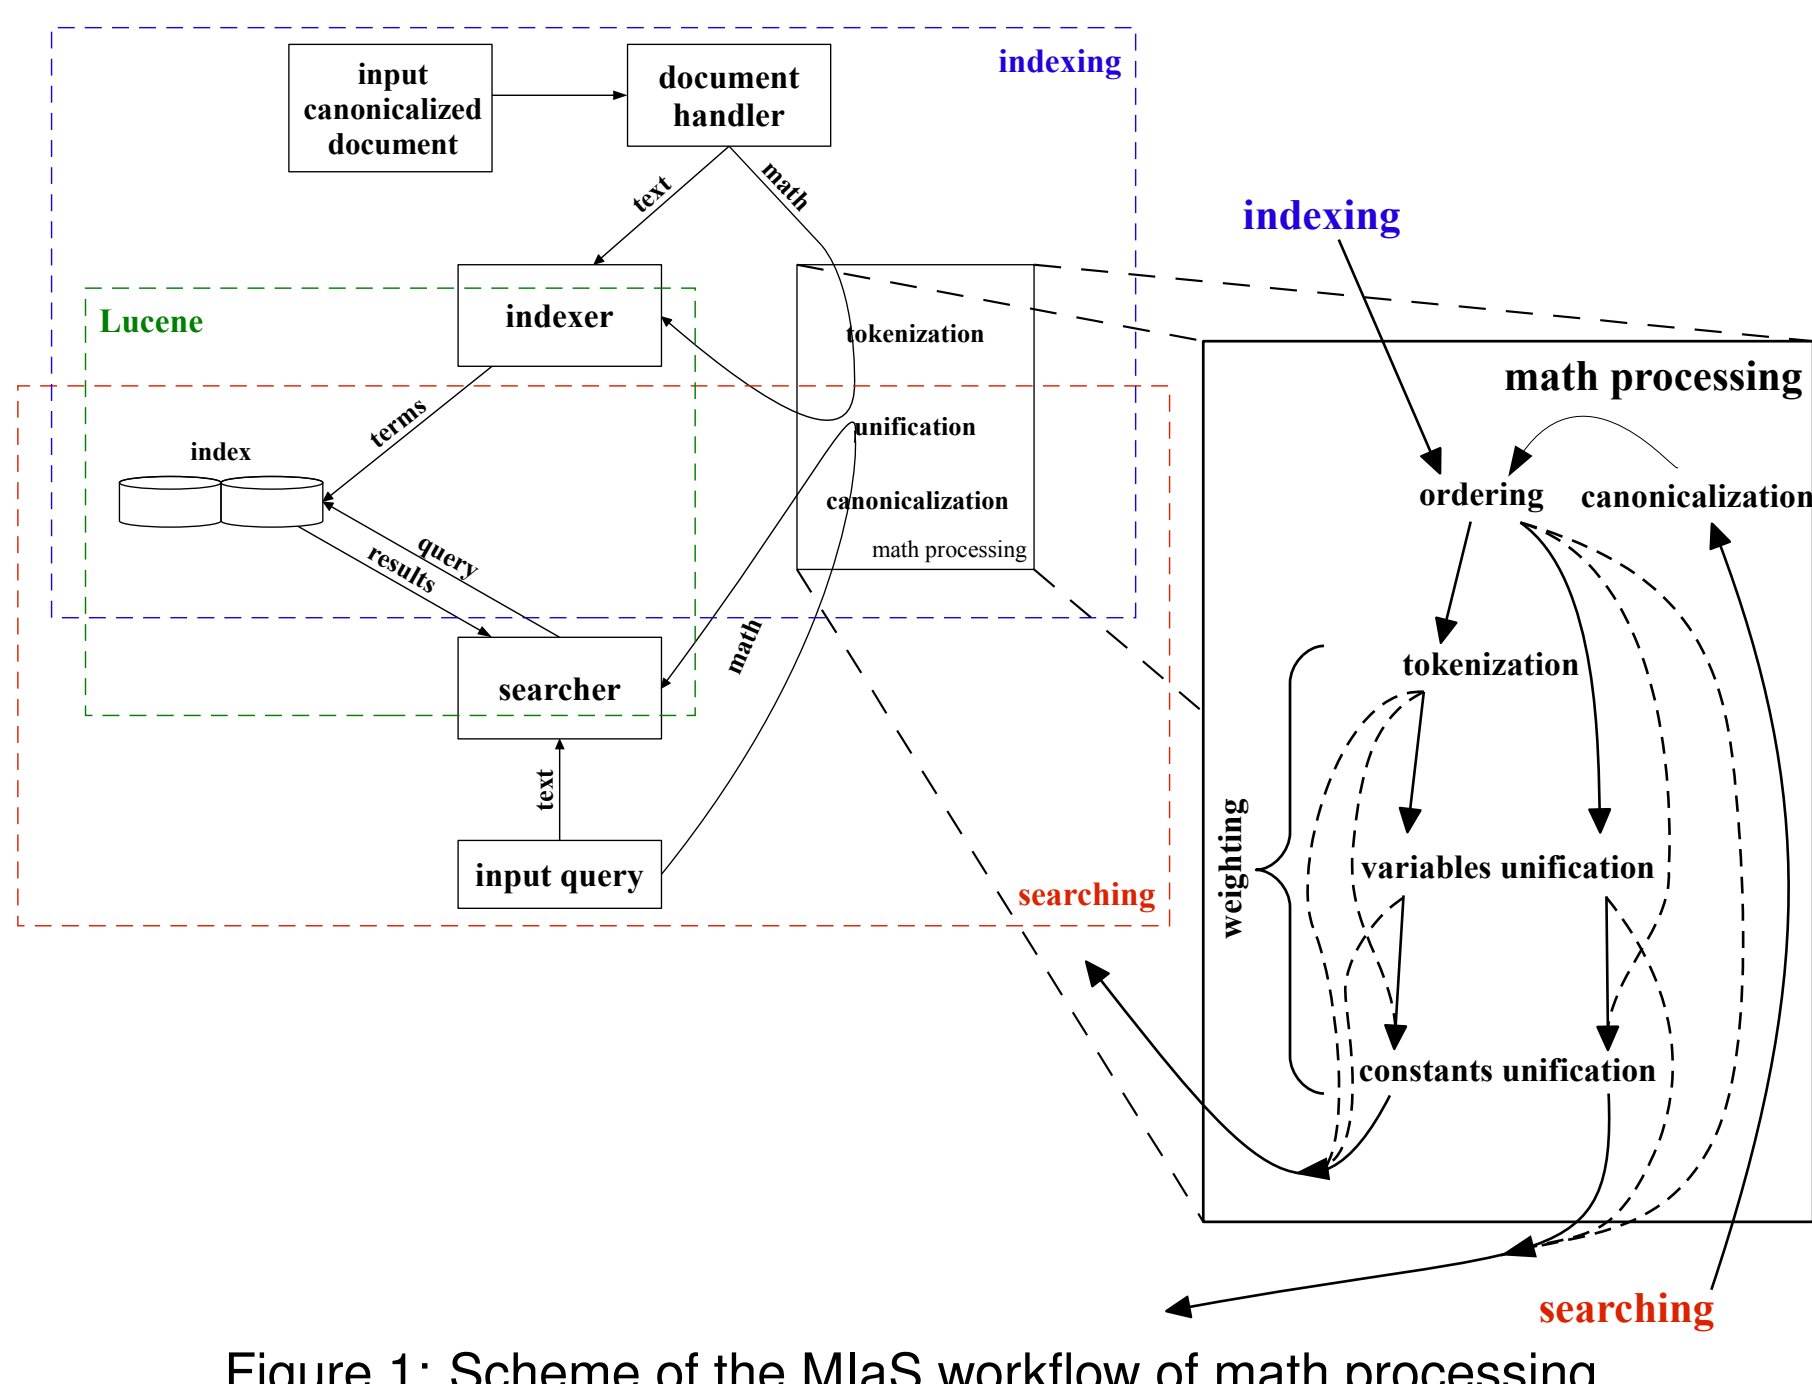 indexing
input
canonicalized
document
document
handler
text
math
indexing
Lucene
indexer
tokenization
math processing
terms
unification
index
canonicalization
ordering
canonicalization
query
results
math processing
math
tokenization
searcher
text
weighting
variables unification
input query
searching
constants unification
searching
Figure 1: Scheme of the MIaS workflow of math processing